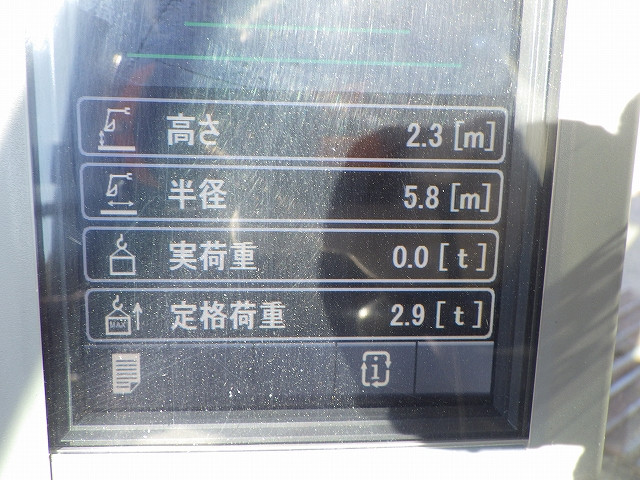 高さ 2.3 [m]
半径 5.8 [m]
実荷重 0.0 [t]
MAX 定格荷重 2.9 [t]
i